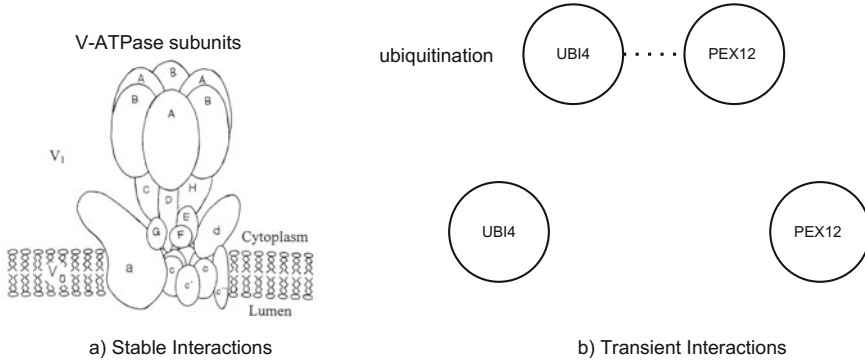 V-ATPase subunits
B
A A
B B
A
V₁
C H
D
E
G F d
Cytoplasm
a
V₀
c c
c'
c''
Lumen
a) Stable Interactions
ubiquitination
UBI4 PEX12
UBI4 PEX12
b) Transient Interactions